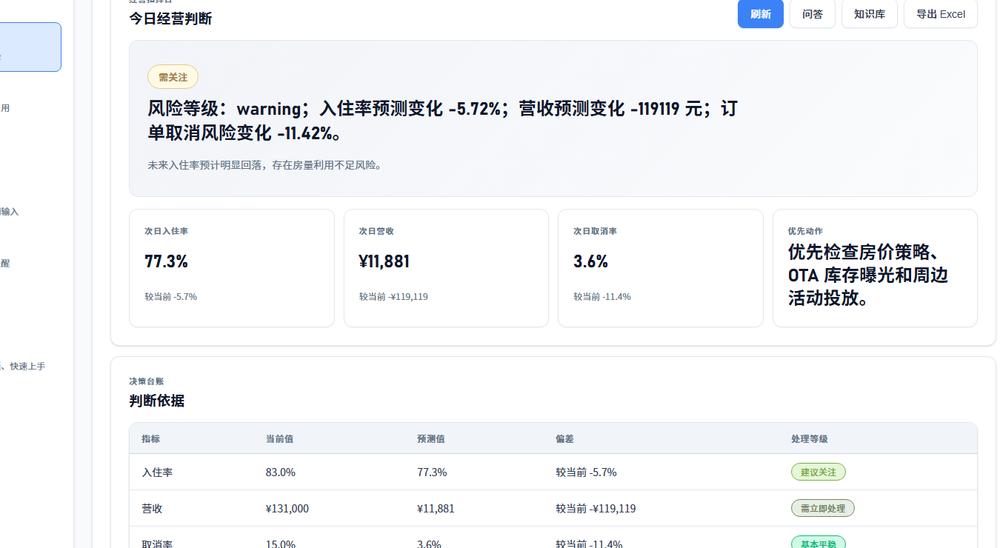 今日经营判断
刷新
问答
知识库
导出 Excel
需关注
风险等级：warning；入住率预测变化 -5.72%；营收预测变化 -119119 元；订
单取消风险变化 -11.42%。
未来入住率预计明显回落，存在房量利用不足风险。
用
输入
醒
、快速上手
次日入住率
77.3%
较当前 -5.7%
次日营收
¥11,881
较当前 -¥119,119
次日取消率
3.6%
较当前 -11.4%
优先动作
优先检查房价策略、
OTA 库存曝光和周边
活动投放。
决策台账
判断依据
指标 当前值 预测值 偏差 处理等级
入住率 83.0% 77.3% 较当前 -5.7% 建议关注
营收 ¥131,000 ¥11,881 较当前 -¥119,119 需立即处理
取消率 15.0% 3.6% 较当前 -11.4% 基本平稳